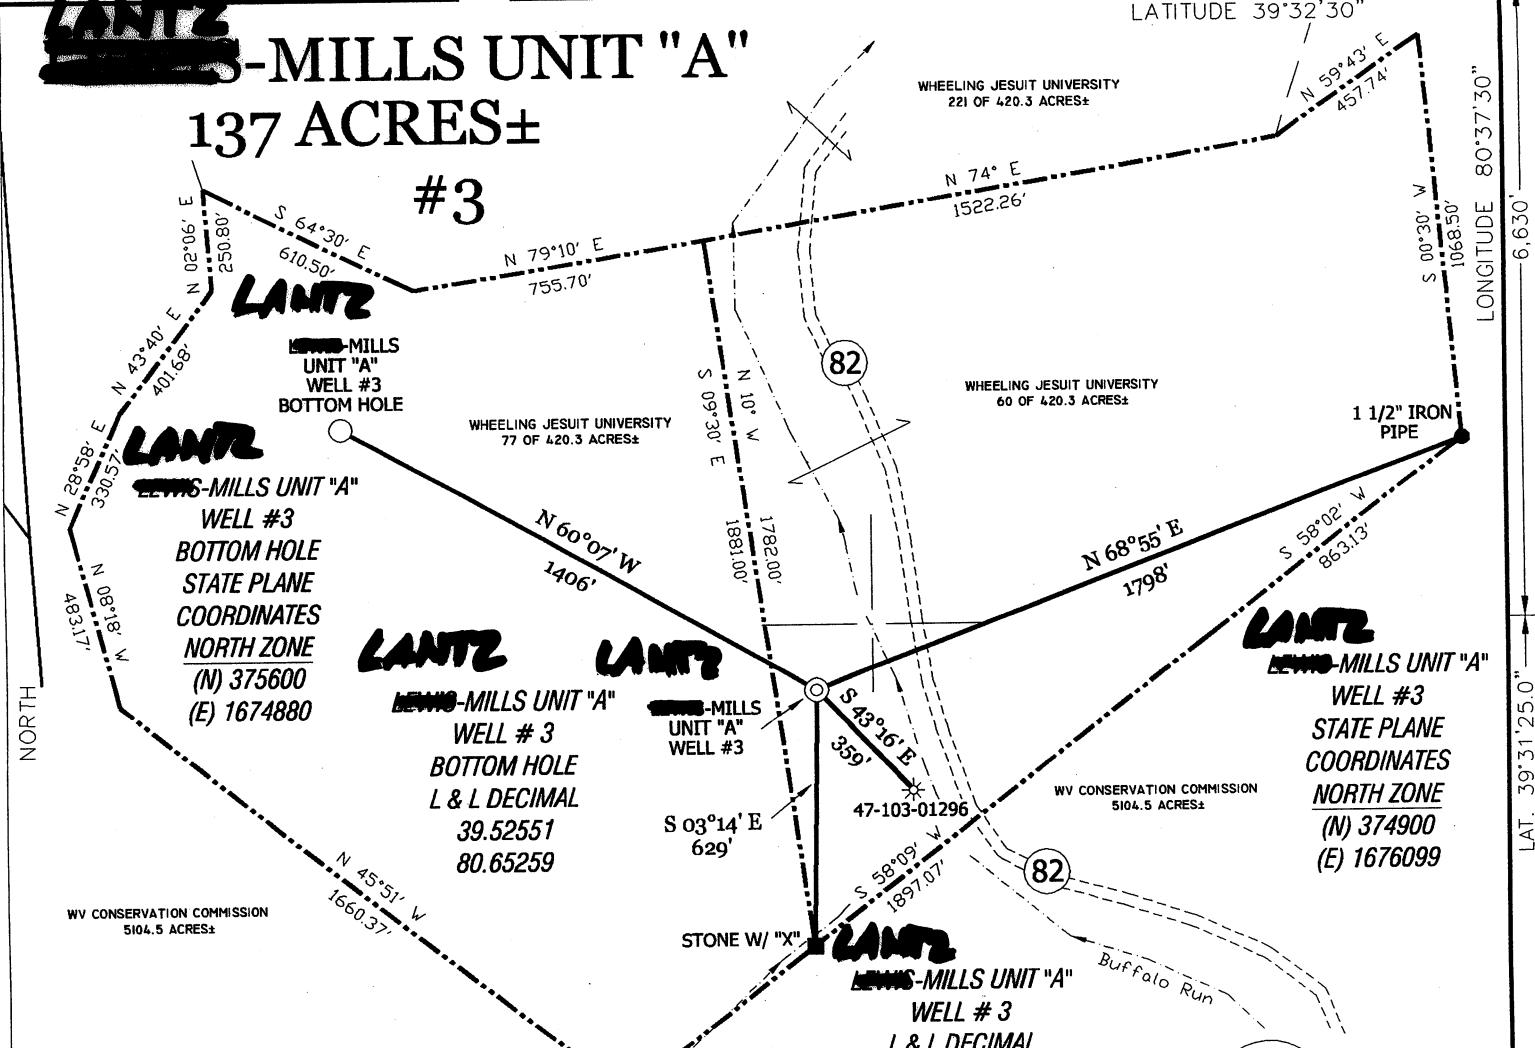 LANTZ
-MILLS UNIT "A"
137 ACRES±
#3
LATITUDE 39°32'30"
WHEELING JESUIT UNIVERSITY
221 OF 420.3 ACRES±
N 59°43' E
457.74'
N 74° E
1522.26'
S 00°30' W
1068.50'
LONGITUDE 80°37'30"
6,630'
LAT. 39°31'25.0"
N 02°06' E
250.80'
S 64°30' E
610.50'
N 79°10' E
755.70'
LANTZ
LEWIS-MILLS
UNIT "A"
WELL #3
BOTTOM HOLE
N 43°40' E
401.68'
N 28°58' E
330.57'
N 08°18' W
483.17'
82
S 09°30' E
1881.00'
N 10° W
1782.00'
WHEELING JESUIT UNIVERSITY
77 OF 420.3 ACRES±
WHEELING JESUIT UNIVERSITY
60 OF 420.3 ACRES±
1 1/2" IRON
PIPE
LANTZ
LEWIS-MILLS UNIT "A"
WELL #3
BOTTOM HOLE
STATE PLANE
COORDINATES
NORTH ZONE
(N) 375600
(E) 1674880
N 60°07' W
1406'
N 68°55' E
1798'
S 58°02' W
863.13'
LANTZ
LEWIS-MILLS UNIT "A"
WELL # 3
BOTTOM HOLE
L & L DECIMAL
39.52551
80.65259
LANTZ
LEWIS-MILLS
UNIT "A"
WELL #3
S 43°16' E
359'
47-103-01296
S 03°14' E
629'
LANTZ
LEWIS-MILLS UNIT "A"
WELL #3
STATE PLANE
COORDINATES
NORTH ZONE
(N) 374900
(E) 1676099
WV CONSERVATION COMMISSION
5104.5 ACRES±
S 58°09' W
1897.07'
82
NORTH
N 45°51' W
1660.37'
WV CONSERVATION COMMISSION
5104.5 ACRES±
STONE W/ "X"
LANTZ
LEWIS-MILLS UNIT "A"
WELL # 3
L & L DECIMAL
Buffalo Run